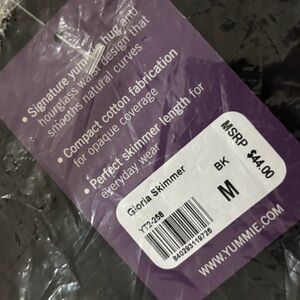 • Signature yummie hug and
hourglass waist design that
smooths natural curves
• Compact cotton fabrication
for opaque coverage
• Perfect skimmer length for
everyday wear
Gloria Skimmer
BK
YT2-258
M
840293119726
MSRP $44.00
WWW.YUMMIE.COM